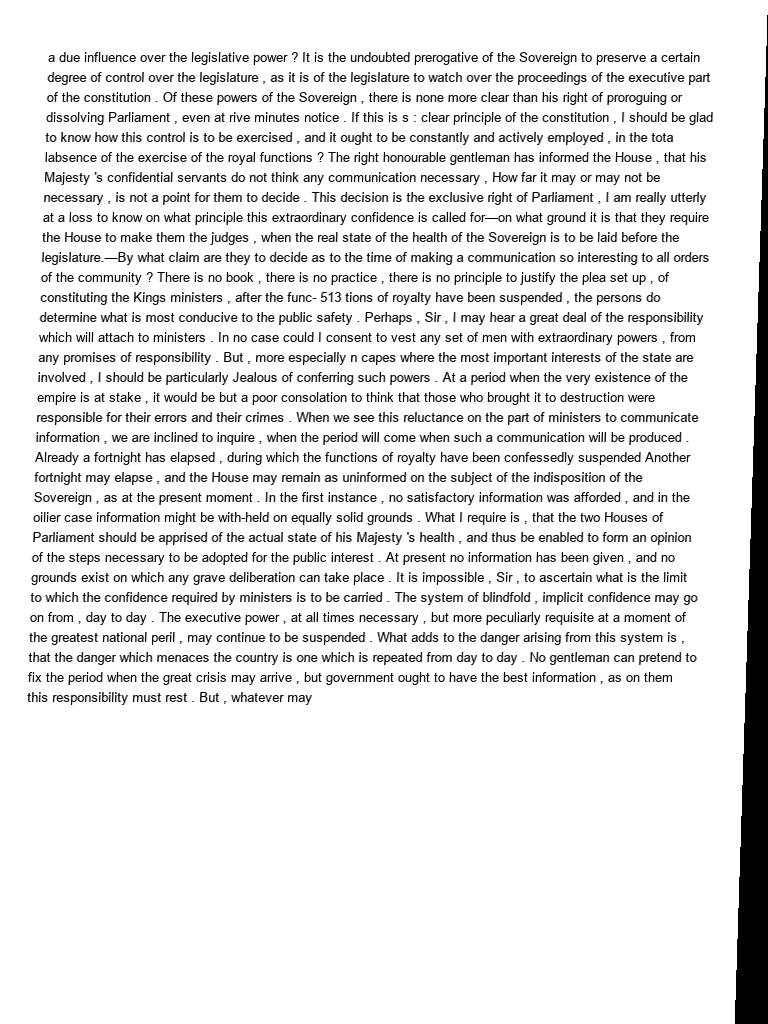 a due influence over the legislative power ? It is the undoubted prerogative of the Sovereign to preserve a certain
degree of control over the legislature , as it is of the legislature to watch over the proceedings of the executive part
of the constitution . Of these powers of the Sovereign , there is none more clear than his right of proroguing or
dissolving Parliament , even at rive minutes notice . If this is s : clear principle of the constitution , I should be glad
to know how this control is to be exercised , and it ought to be constantly and actively employed , in the tota
labsence of the exercise of the royal functions ? The right honourable gentleman has informed the House , that his
Majesty 's confidential servants do not think any communication necessary , How far it may or may not be
necessary , is not a point for them to decide . This decision is the exclusive right of Parliament , I am really utterly
at a loss to know on what principle this extraordinary confidence is called for—on what ground it is that they require
the House to make them the judges , when the real state of the health of the Sovereign is to be laid before the
legislature.—By what claim are they to decide as to the time of making a communication so interesting to all orders
of the community ? There is no book , there is no practice , there is no principle to justify the plea set up , of
constituting the Kings ministers , after the func- 513 tions of royalty have been suspended , the persons do
determine what is most conducive to the public safety . Perhaps , Sir , I may hear a great deal of the responsibility
which will attach to ministers . In no case could I consent to vest any set of men with extraordinary powers , from
any promises of responsibility . But , more especially n capes where the most important interests of the state are
involved , I should be particularly Jealous of conferring such powers . At a period when the very existence of the
empire is at stake , it would be but a poor consolation to think that those who brought it to destruction were
responsible for their errors and their crimes . When we see this reluctance on the part of ministers to communicate
information , we are inclined to inquire , when the period will come when such a communication will be produced .
Already a fortnight has elapsed , during which the functions of royalty have been confessedly suspended Another
fortnight may elapse , and the House may remain as uninformed on the subject of the indisposition of the
Sovereign , as at the present moment . In the first instance , no satisfactory information was afforded , and in the
oilier case information might be with-held on equally solid grounds . What I require is , that the two Houses of
Parliament should be apprised of the actual state of his Majesty 's health , and thus be enabled to form an opinion
of the steps necessary to be adopted for the public interest . At present no information has been given , and no
grounds exist on which any grave deliberation can take place . It is impossible , Sir , to ascertain what is the limit
to which the confidence required by ministers is to be carried . The system of blindfold , implicit confidence may go
on from , day to day . The executive power , at all times necessary , but more peculiarly requisite at a moment of
the greatest national peril , may continue to be suspended . What adds to the danger arising from this system is ,
that the danger which menaces the country is one which is repeated from day to day . No gentleman can pretend to
fix the period when the great crisis may arrive , but government ought to have the best information , as on them
this responsibility must rest . But , whatever may